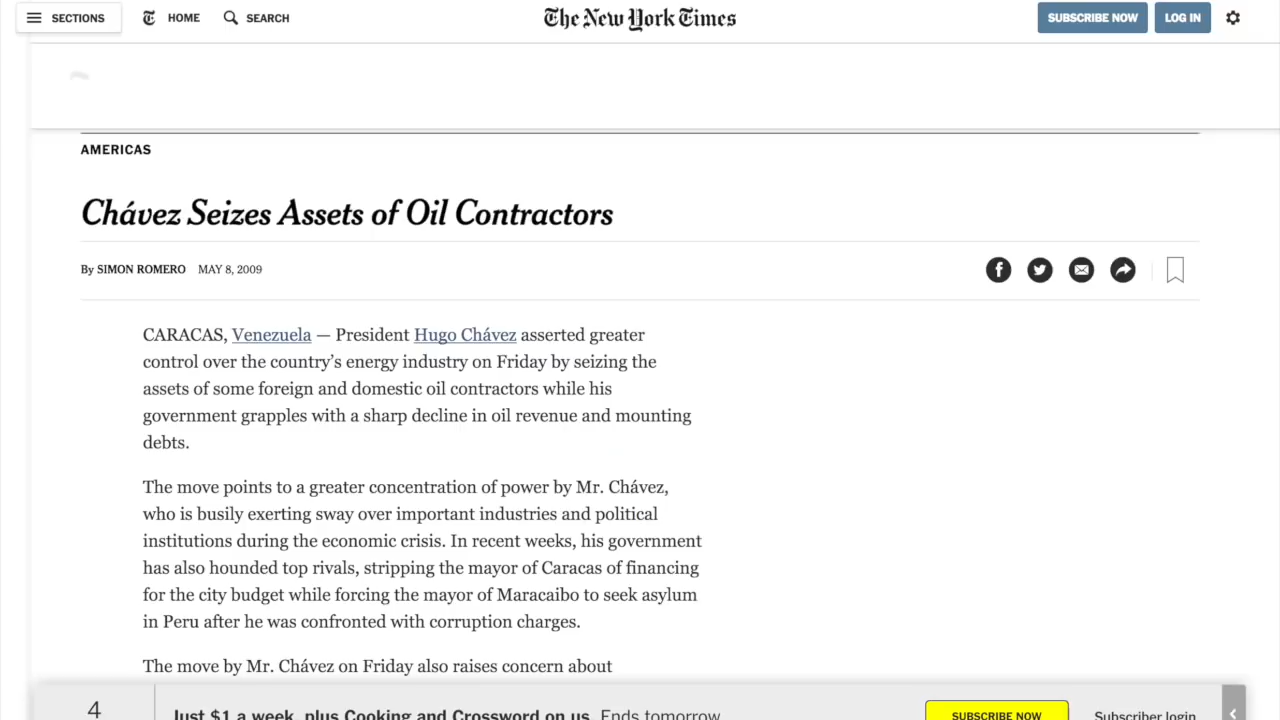 SECTIONS HOME SEARCH The New York Times SUBSCRIBE NOW LOG IN
AMERICAS
Chávez Seizes Assets of Oil Contractors
By SIMON ROMERO MAY 8, 2009
CARACAS, Venezuela — President Hugo Chávez asserted greater
control over the country’s energy industry on Friday by seizing the
assets of some foreign and domestic oil contractors while his
government grapples with a sharp decline in oil revenue and mounting
debts.
The move points to a greater concentration of power by Mr. Chávez,
who is busily exerting sway over important industries and political
institutions during the economic crisis. In recent weeks, his government
has also hounded top rivals, stripping the mayor of Caracas of financing
for the city budget while forcing the mayor of Maracaibo to seek asylum
in Peru after he was confronted with corruption charges.
The move by Mr. Chávez on Friday also raises concern about
4 Just $1 a week, plus Cooking and Crossword on us. Ends tomorrow. SUBSCRIBE NOW Subscriber login